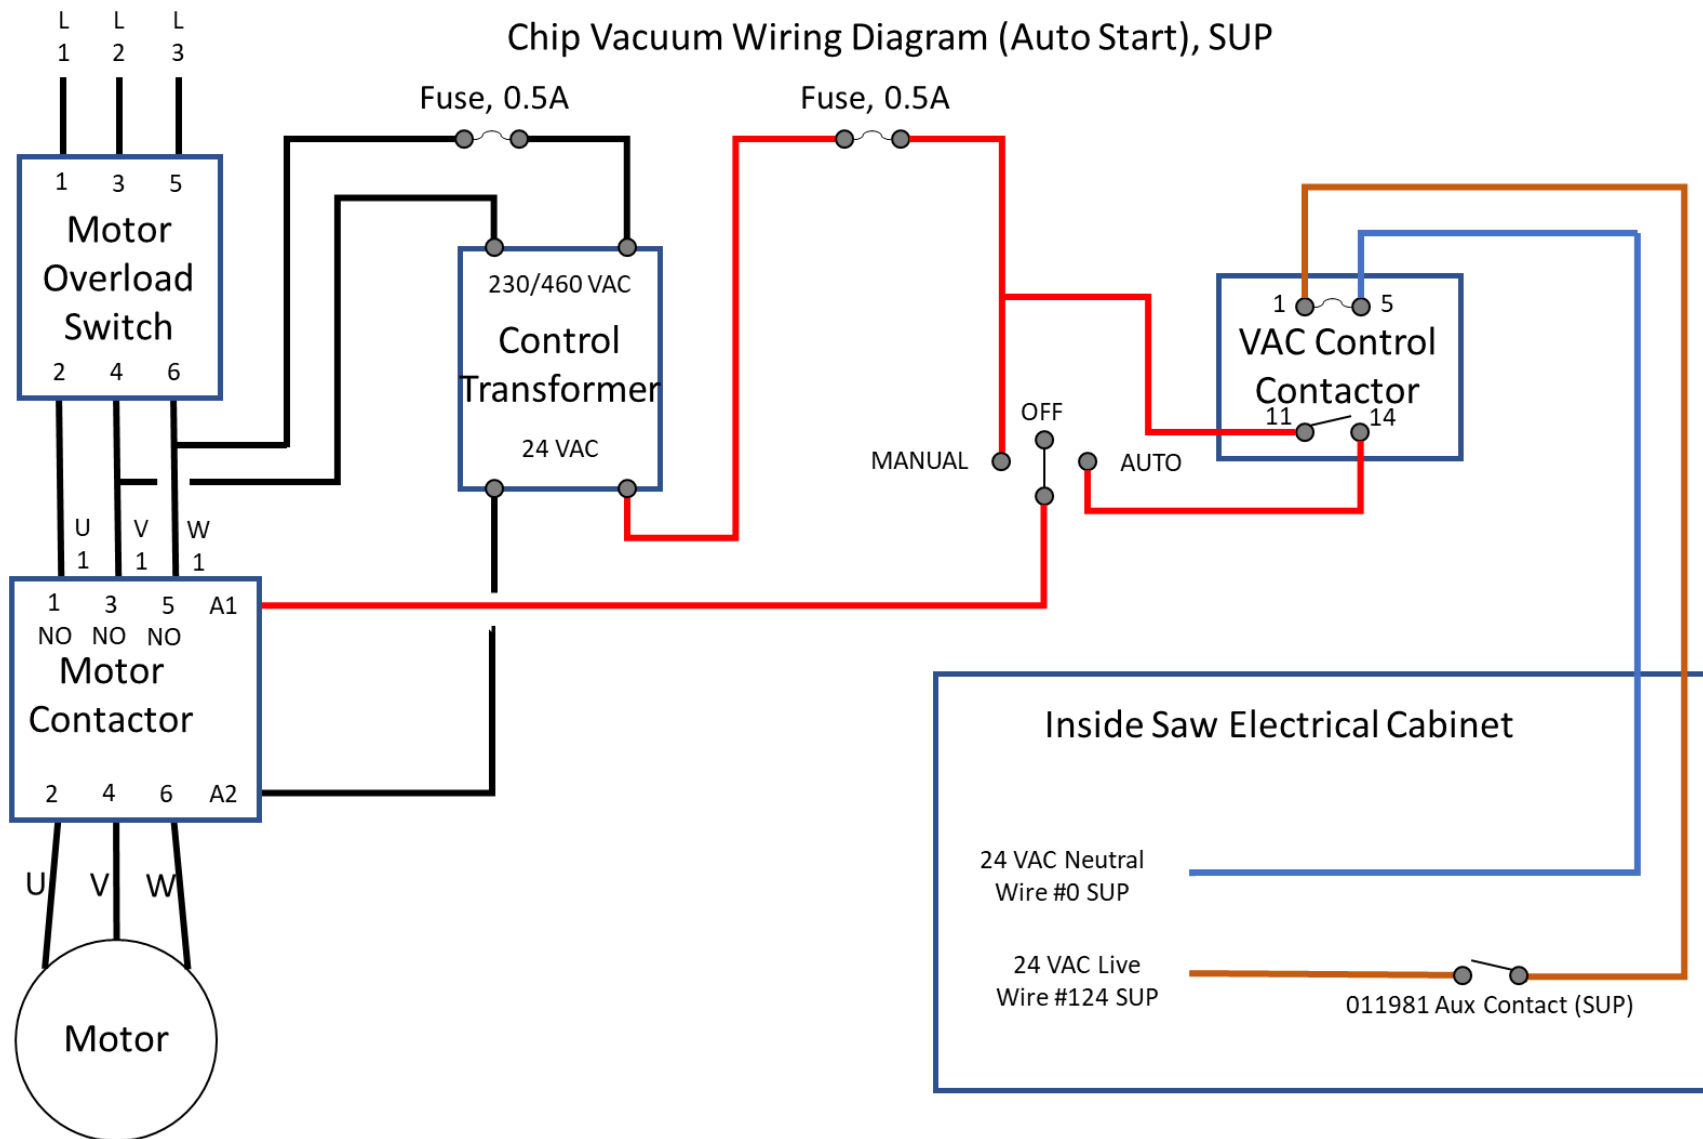 Chip Vacuum Wiring Diagram (Auto Start), SUP
L
1
L
2
L
3
Fuse, 0.5A
Fuse, 0.5A
1 3 5
Motor
Overload
Switch
2 4 6
230/460 VAC
Control
Transformer
24 VAC
1 5
VAC Control
Contactor
11 14
OFF
MANUAL
AUTO
U
1
V
1
W
1
1 3 5 A1
NO NO NO
Motor
Contactor
2 4 6 A2
U V W
Motor
Inside Saw Electrical Cabinet
24 VAC Neutral
Wire #0 SUP
24 VAC Live
Wire #124 SUP
011981 Aux Contact (SUP)